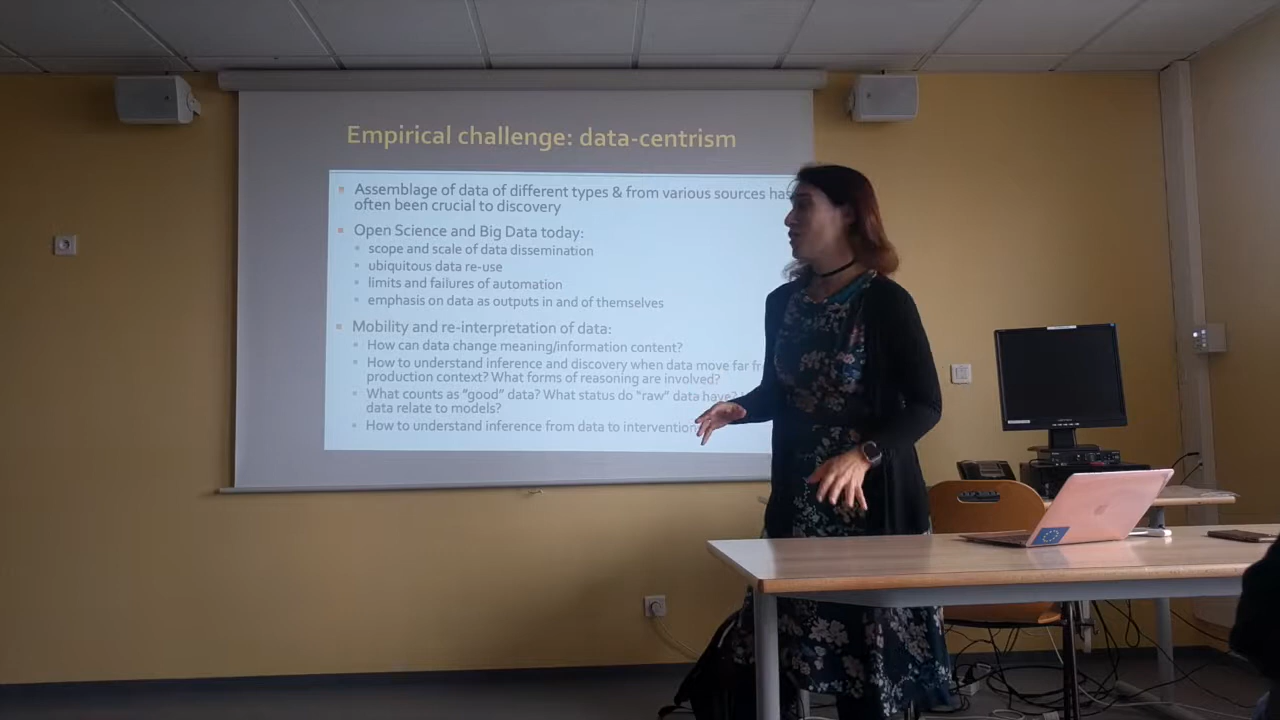 Empirical challenge: data-centrism
Assemblage of data of different types & from various sources has
often been crucial to discovery
Open Science and Big Data today:
scope and scale of data dissemination
ubiquitous data re-use
limits and failures of automation
emphasis on data as outputs in and of themselves
Mobility and re-interpretation of data:
How can data change meaning/information content?
How to understand inference and discovery when data move far
production context? What forms of reasoning are involved?
What counts as "good" data? What status do "raw" data have?
data relate to models?
How to understand inference from data to intervention